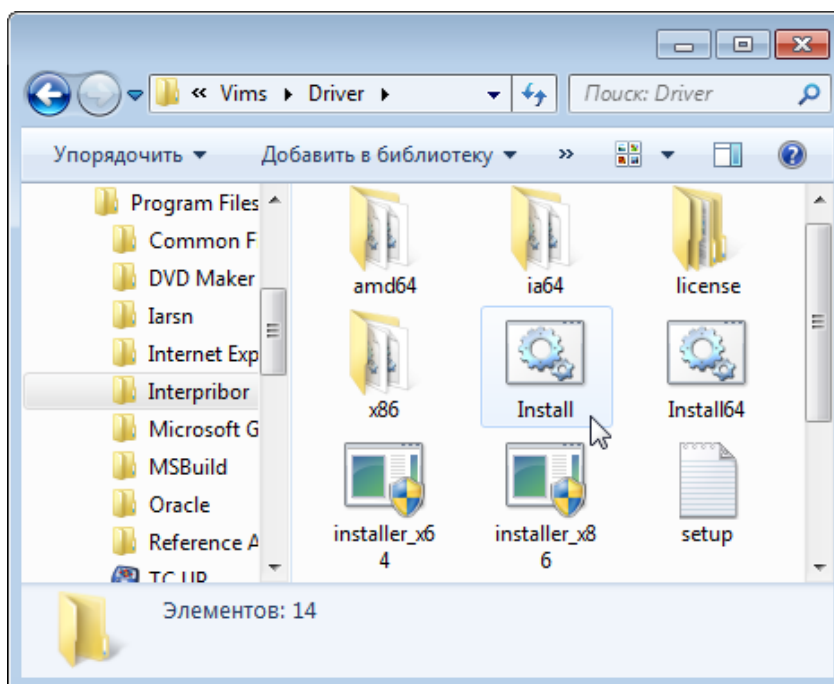 « Vims Driver
Поиск: Driver
Упорядочить
Добавить в библиотеку
»
Program Files
Common F
DVD Maker
Iarsn
Internet Exp
Interpribor
Microsoft G
MSBuild
Oracle
Reference A
TC UP
amd64
ia64
license
x86
Install
Install64
installer_x6
4
installer_x8
6
setup
Элементов: 14